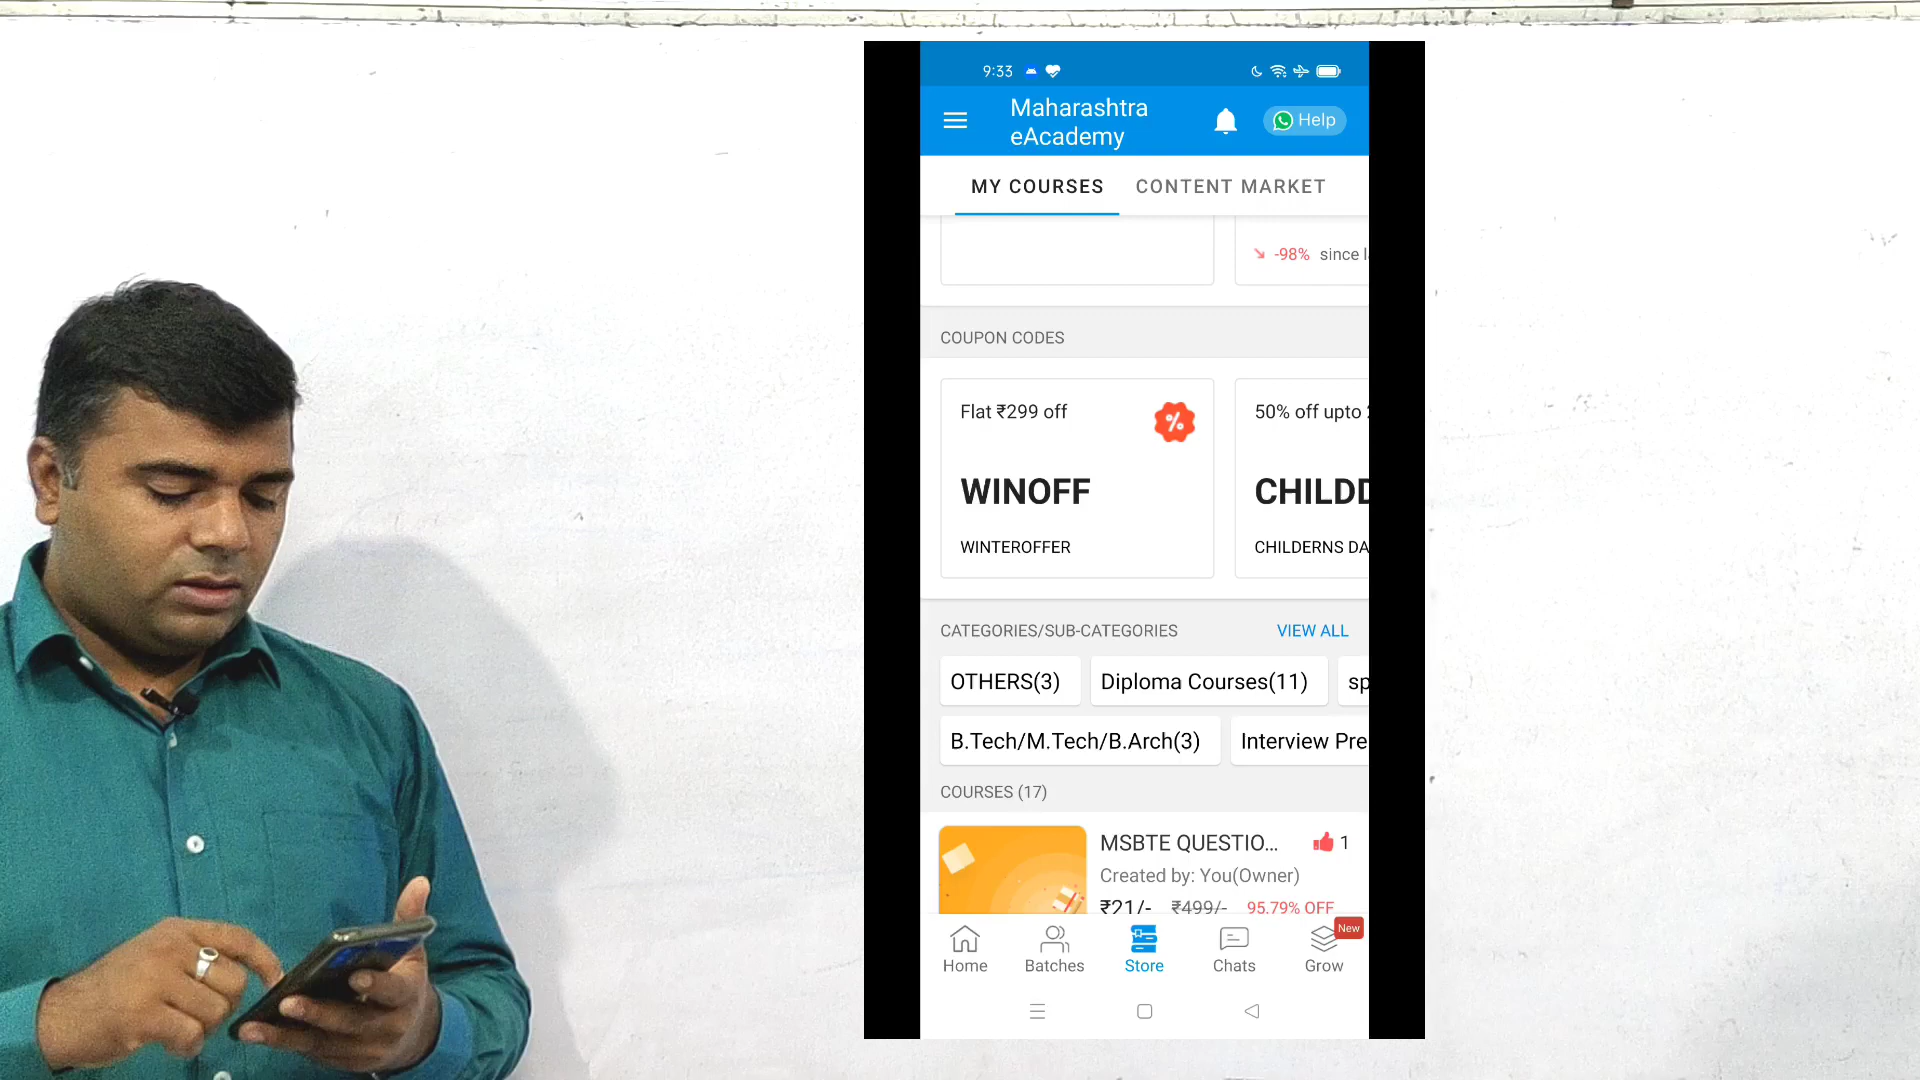 9:33
Maharashtra
eAcademy
Help
MY COURSES CONTENT MARKET
-98% since
COUPON CODES
Flat ₹299 off
50% off upto
WINOFF
CHILDD
WINTEROFFER
CHILDERNS DA
CATEGORIES/SUB-CATEGORIES VIEW ALL
OTHERS(3) Diploma Courses(11) sp
B.Tech/M.Tech/B.Arch(3) Interview Pre
COURSES (17)
MSBTE QUESTIO... 1
Created by: You(Owner)
₹21/- ₹499/- 95.79% OFF
New
Home Batches Store Chats Grow